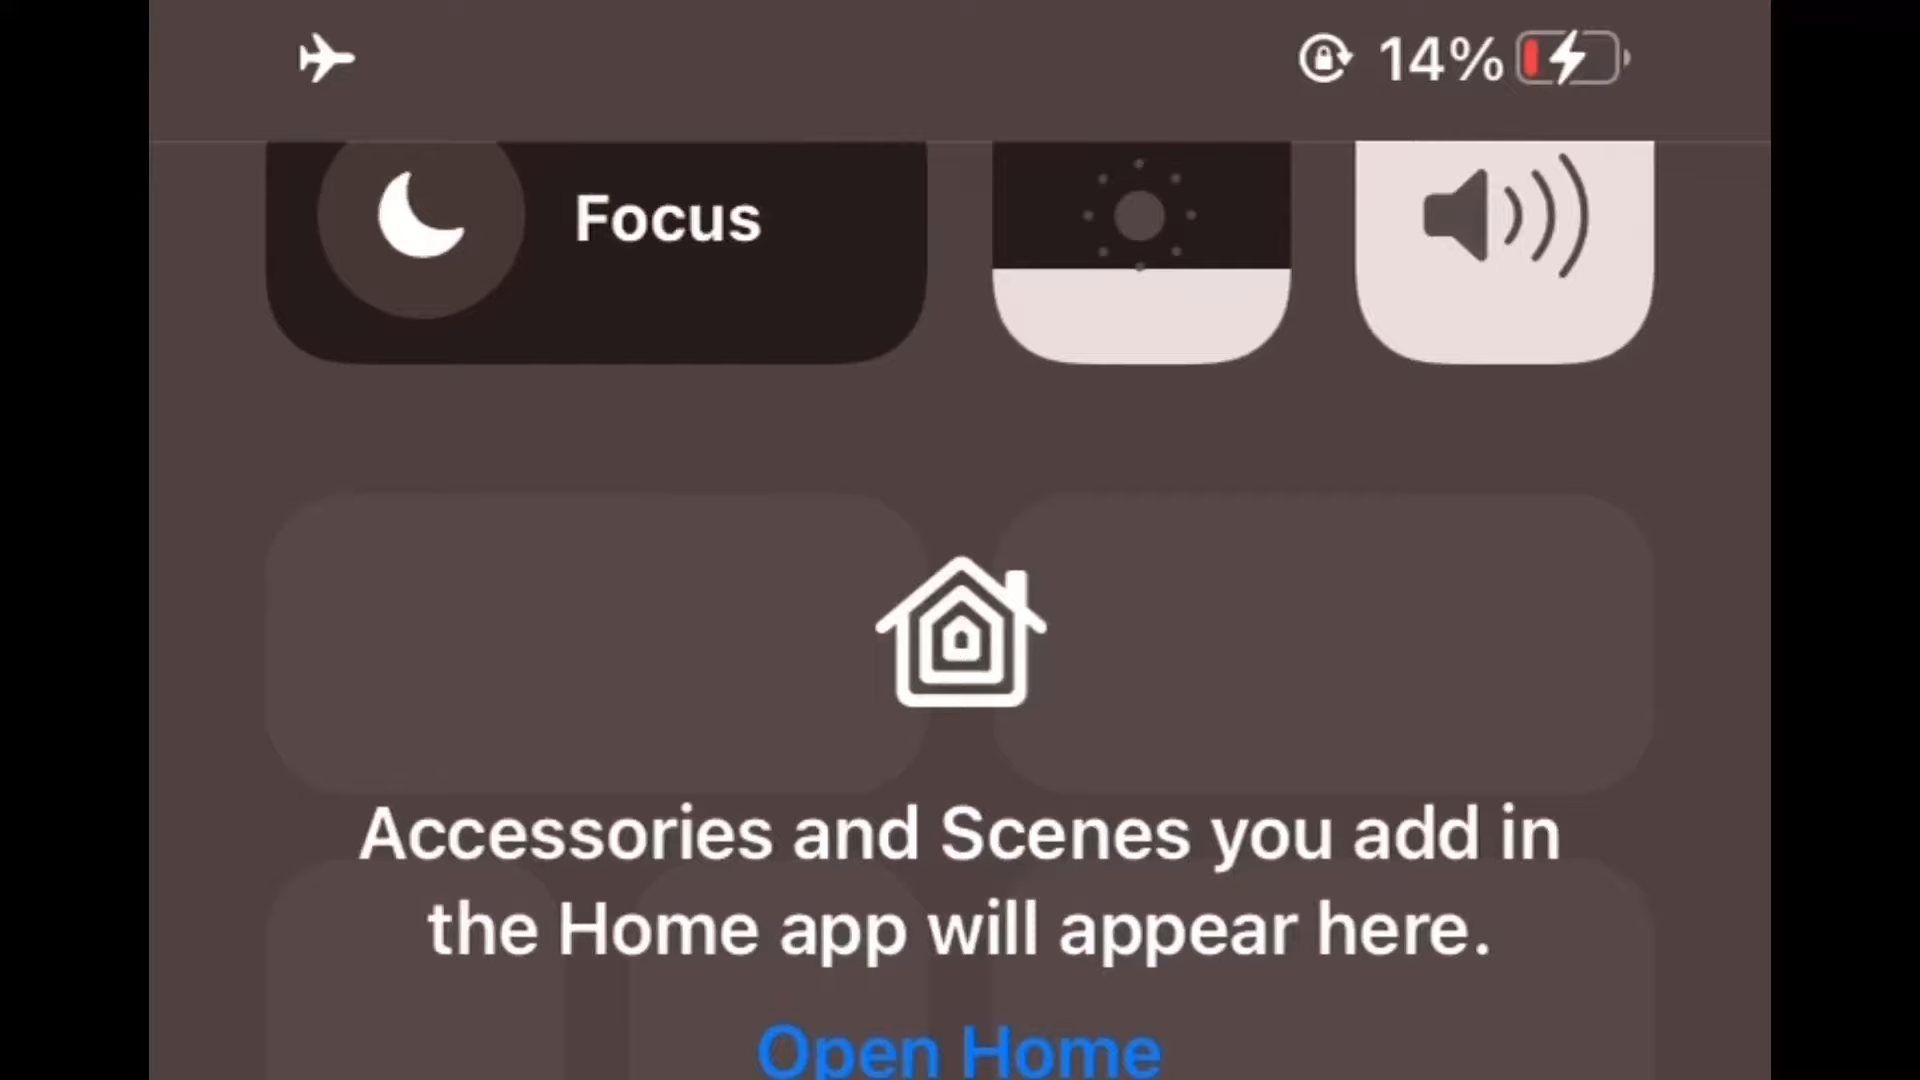 14%
Focus
Accessories and Scenes you add in
the Home app will appear here.
Open Home